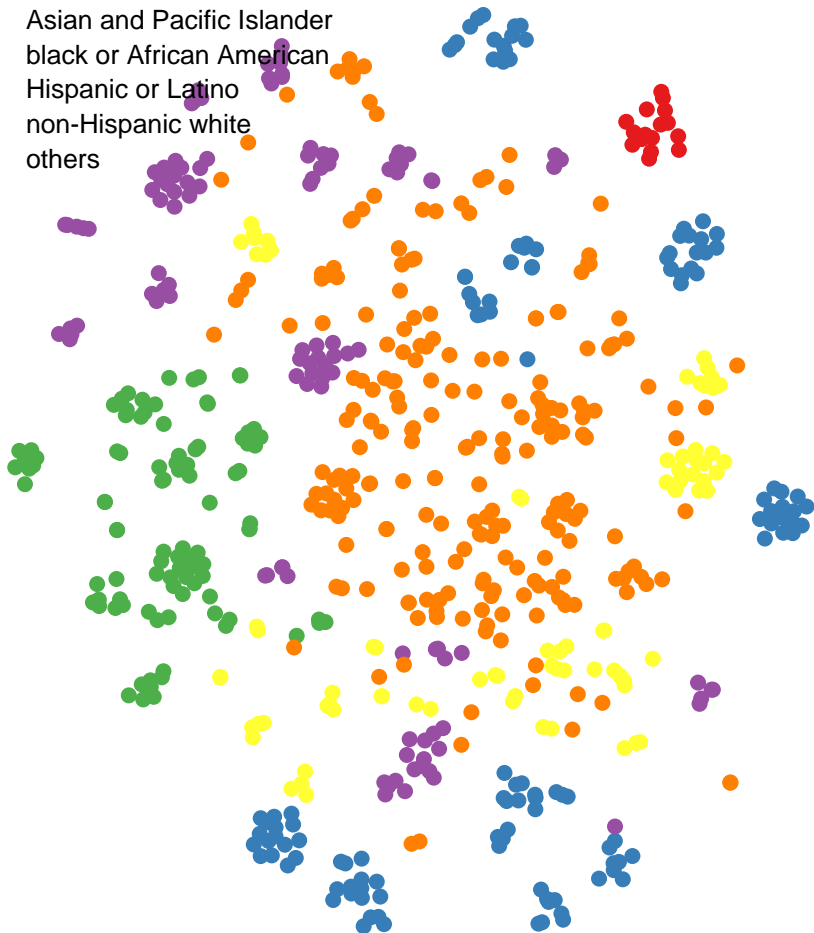 Asian and Pacific Islander
black or African American
Hispanic or Latino
non-Hispanic white
others